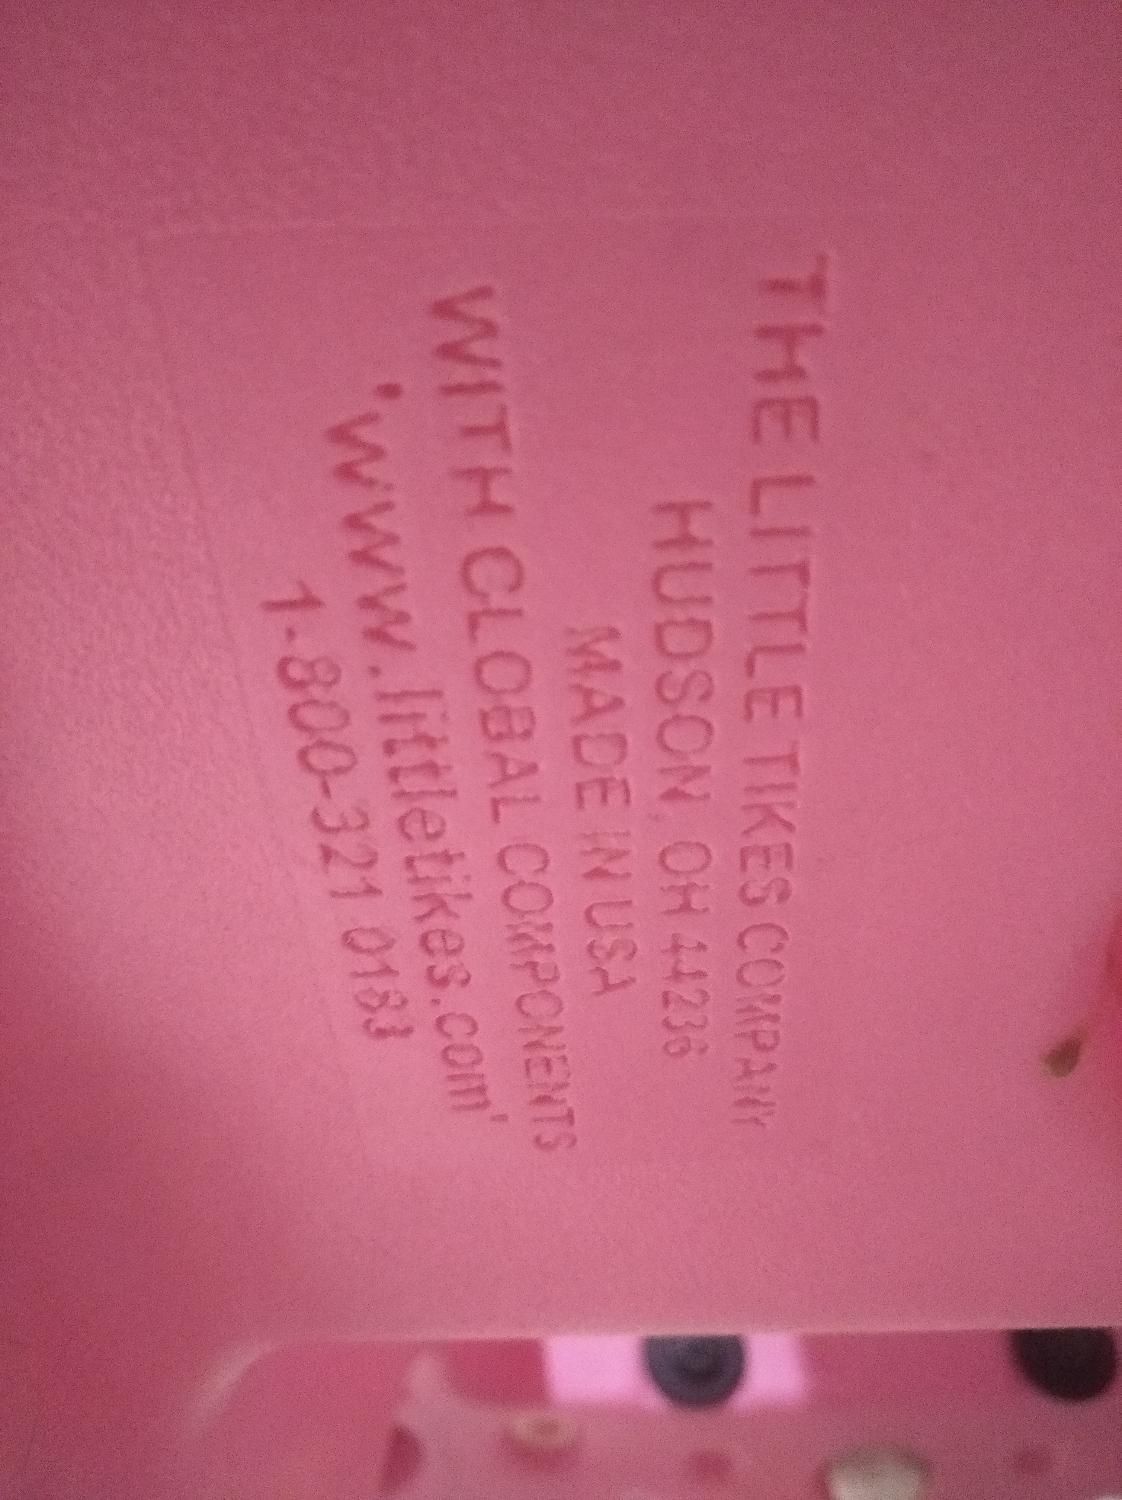 THE LITTLE TIKES COMPANY
HUDSON, OH 44236
MADE IN USA
WITH GLOBAL COMPONENTS
'www.littletikes.com'
1-800-321 0183